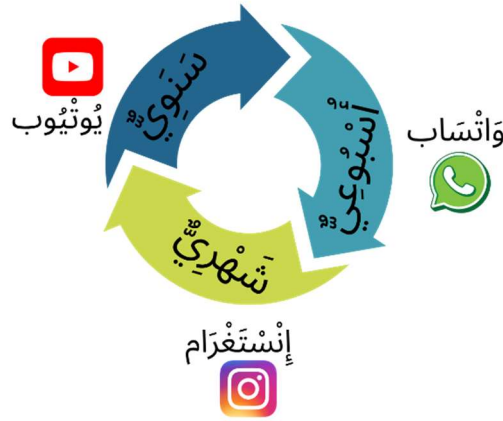 سَنَوِيٌّ
يُوتْيُوب
أُسْبُوعِيٌّ
وَاتْسَاب
شَهْرِيٌّ
إِنْسْتَغْرَام